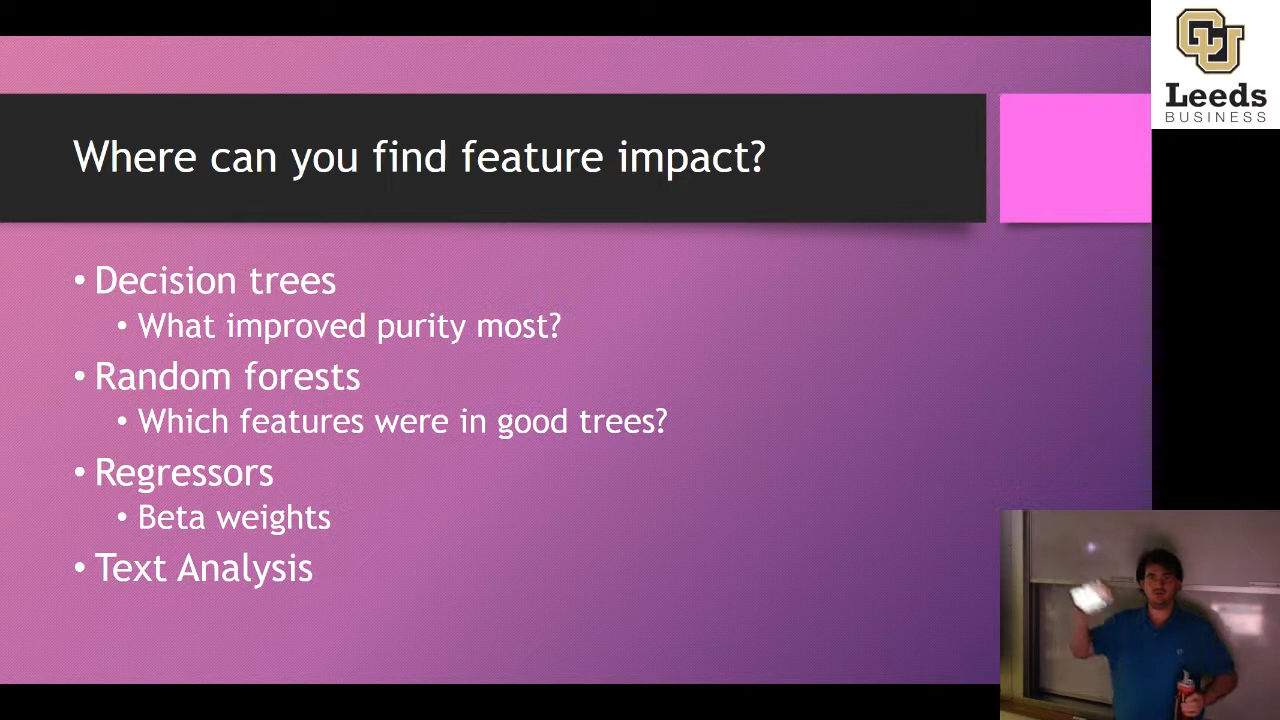 CU
Leeds
BUSINESS
Where can you find feature impact?
• Decision trees
• What improved purity most?
• Random forests
• Which features were in good trees?
• Regressors
• Beta weights
• Text Analysis